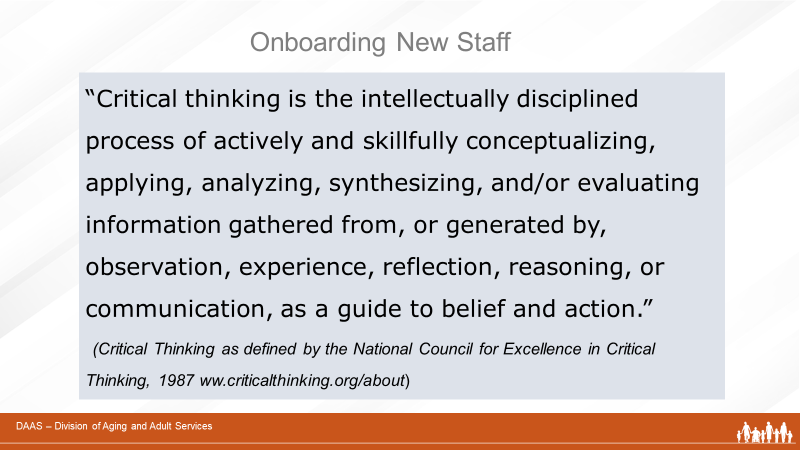 Onboarding New Staff
“Critical thinking is the intellectually disciplined
process of actively and skillfully conceptualizing,
applying, analyzing, synthesizing, and/or evaluating
information gathered from, or generated by,
observation, experience, reflection, reasoning, or
communication, as a guide to belief and action.”
(Critical Thinking as defined by the National Council for Excellence in Critical
Thinking, 1987 ww.criticalthinking.org/about)
DAAS – Division of Aging and Adult Services